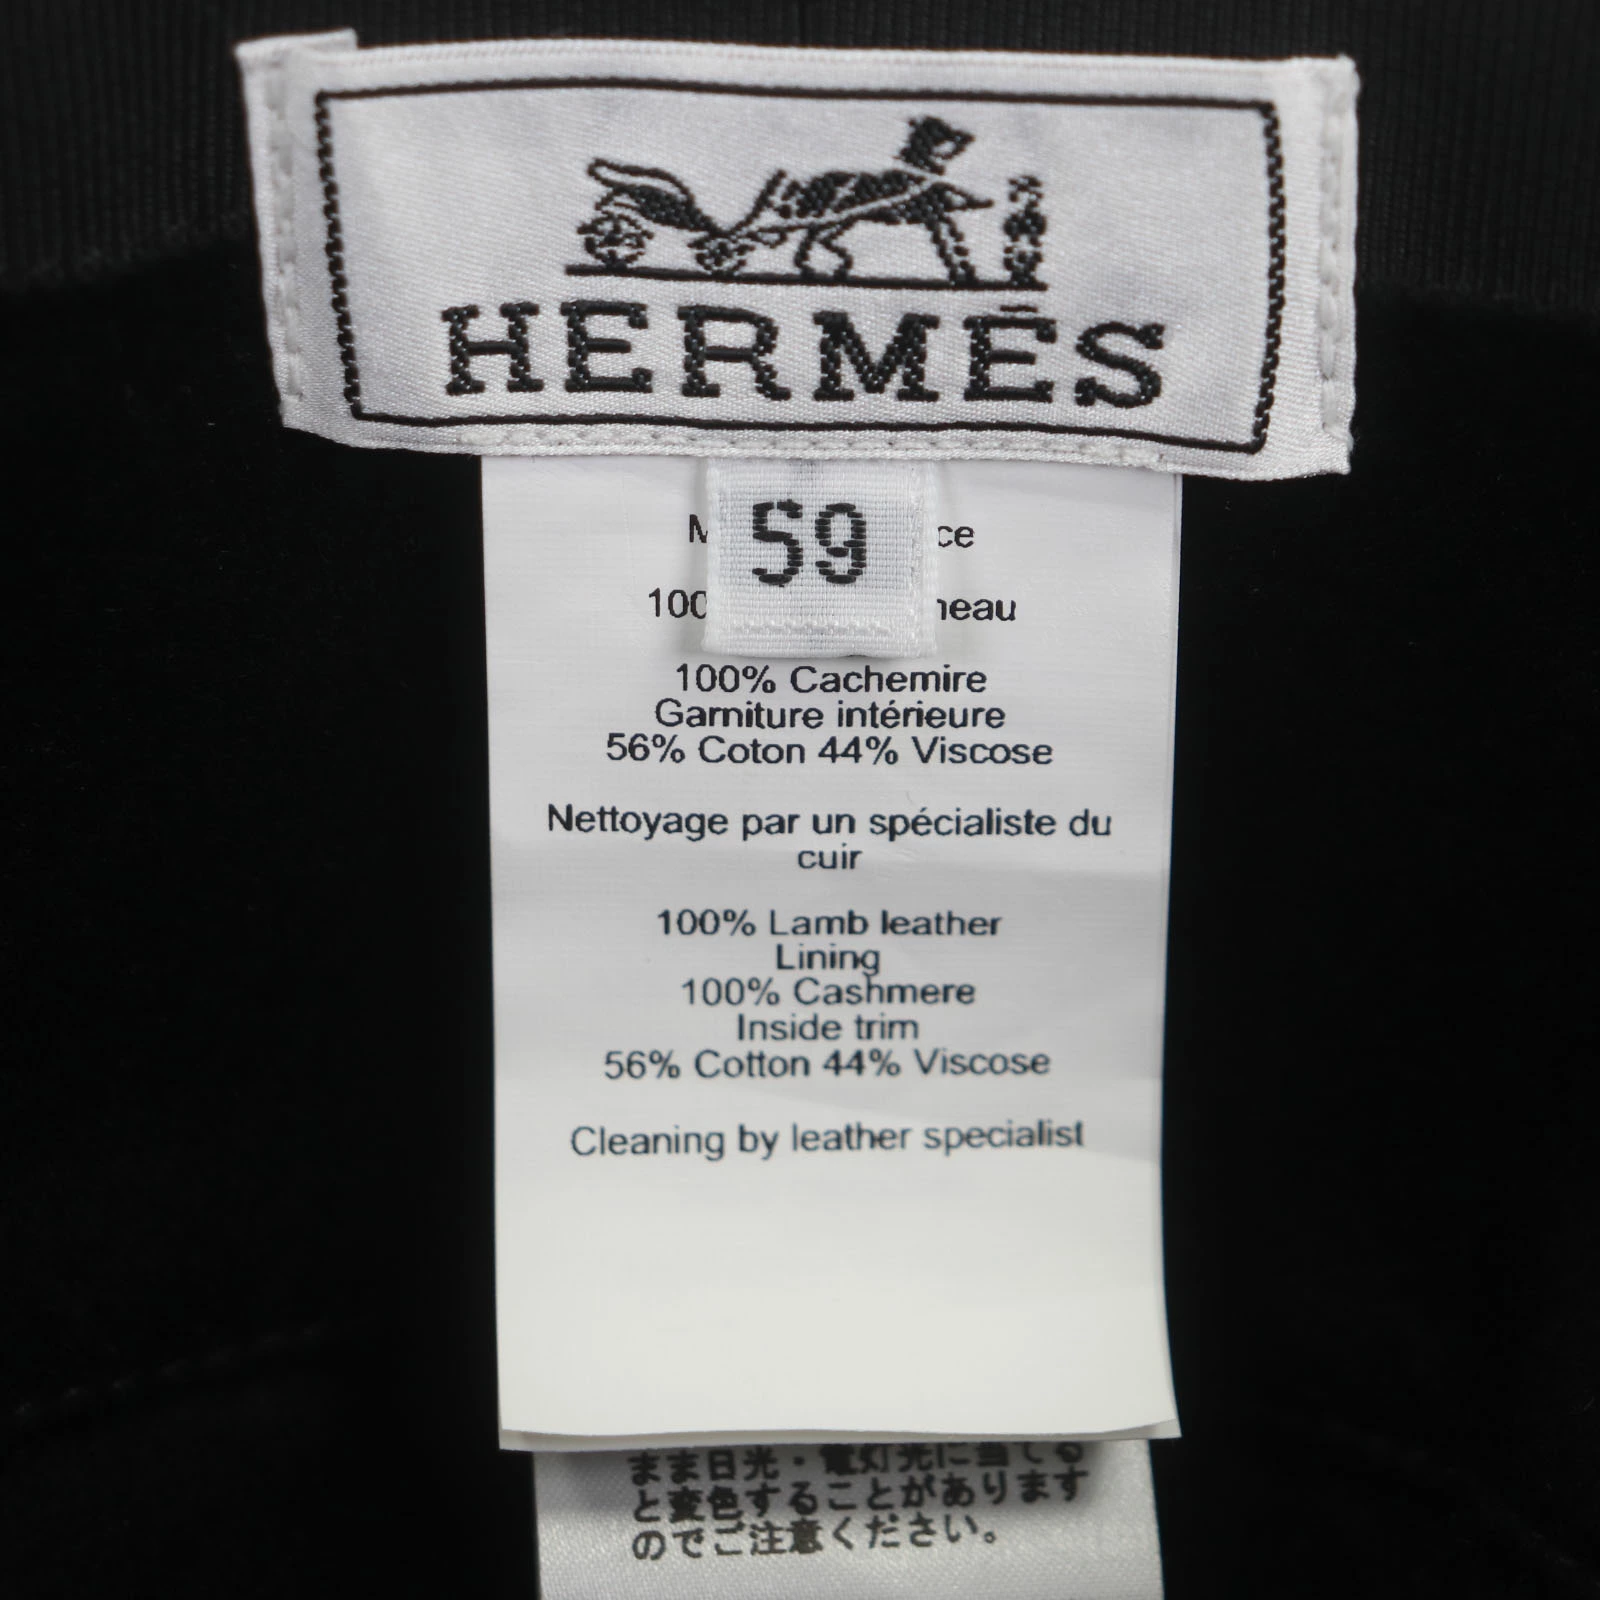 HERMÈS
59
100% Cachemire
Garniture intérieure
56% Coton 44% Viscose
Nettoyage par un spécialiste du
cuir
100% Lamb leather
Lining
100% Cashmere
Inside trim
56% Cotton 44% Viscose
Cleaning by leather specialist
まま日光・電灯光に当てる
と変色することがあります
のでご注意ください。